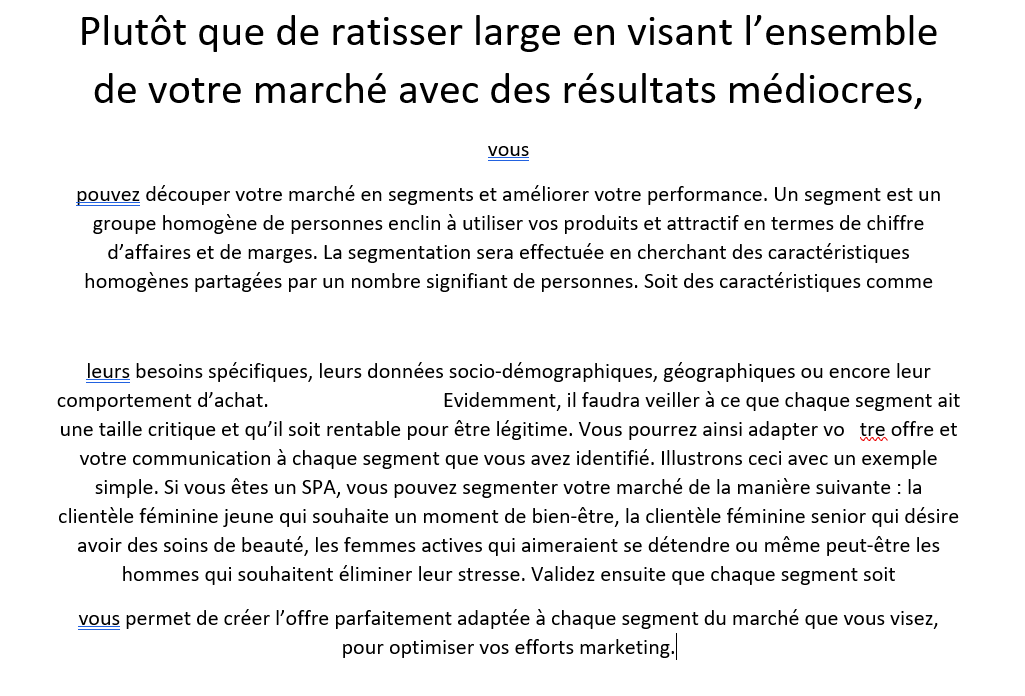 Plutôt que de ratisser large en visant l’ensemble
de votre marché avec des résultats médiocres,
vous
pouvez découper votre marché en segments et améliorer votre performance. Un segment est un
groupe homogène de personnes enclin à utiliser vos produits et attractif en termes de chiffre
d’affaires et de marges. La segmentation sera effectuée en cherchant des caractéristiques
homogènes partagées par un nombre signifiant de personnes. Soit des caractéristiques comme
leurs besoins spécifiques, leurs données socio-démographiques, géographiques ou encore leur
comportement d’achat. Evidemment, il faudra veiller à ce que chaque segment ait
une taille critique et qu’il soit rentable pour être légitime. Vous pourrez ainsi adapter vo tre offre et
votre communication à chaque segment que vous avez identifié. Illustrons ceci avec un exemple
simple. Si vous êtes un SPA, vous pouvez segmenter votre marché de la manière suivante : la
clientèle féminine jeune qui souhaite un moment de bien-être, la clientèle féminine senior qui désire
avoir des soins de beauté, les femmes actives qui aimeraient se détendre ou même peut-être les
hommes qui souhaitent éliminer leur stresse. Validez ensuite que chaque segment soit
vous permet de créer l’offre parfaitement adaptée à chaque segment du marché que vous visez,
pour optimiser vos efforts marketing.